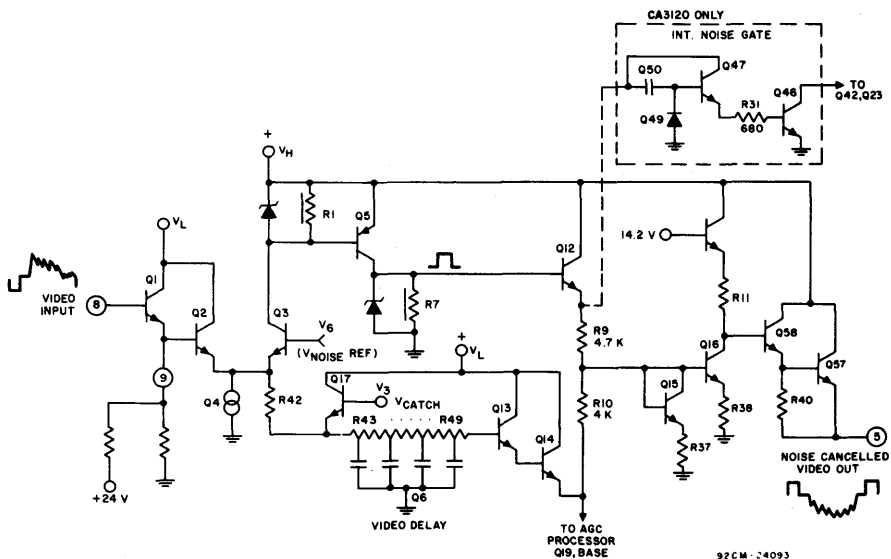 CA3120 ONLY
INT. NOISE GATE
Q50
Q47
Q49
R31
680
Q46
TO
Q42,Q23
+
VH
R1
Q5
VL
Q1
VIDEO
INPUT
8
Q2
Q3
V6
(VNOISE REF)
9
Q4
R42
+24 V
R7
Q12
14.2 V
R11
R9
4.7 K
Q58
Q57
Q16
Q15
R10
4K
R37
R38
R40
5
NOISE CANCELLED
VIDEO OUT
+
VL
Q17
V3
VCATCH
R43
R49
Q13
Q14
Q6
VIDEO DELAY
TO AGC
PROCESSOR
Q19, BASE
92CM-24093